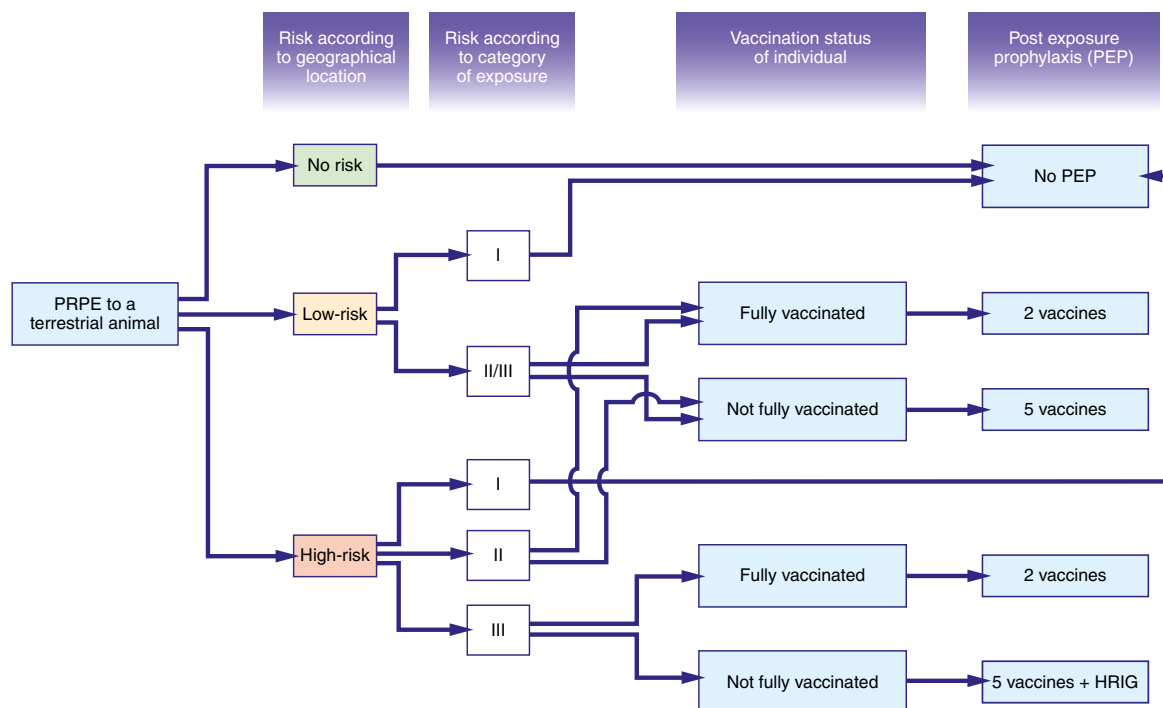 Risk according
to geographical
location
Risk according
to category
of exposure
Vaccination status
of individual
Post exposure
prophylaxis (PEP)
No risk
No PEP
I
PRPE to a
terrestrial animal
Low-risk
Fully vaccinated
2 vaccines
II/III
Not fully vaccinated
5 vaccines
I
High-risk
II
Fully vaccinated
2 vaccines
III
Not fully vaccinated
5 vaccines + HRIG